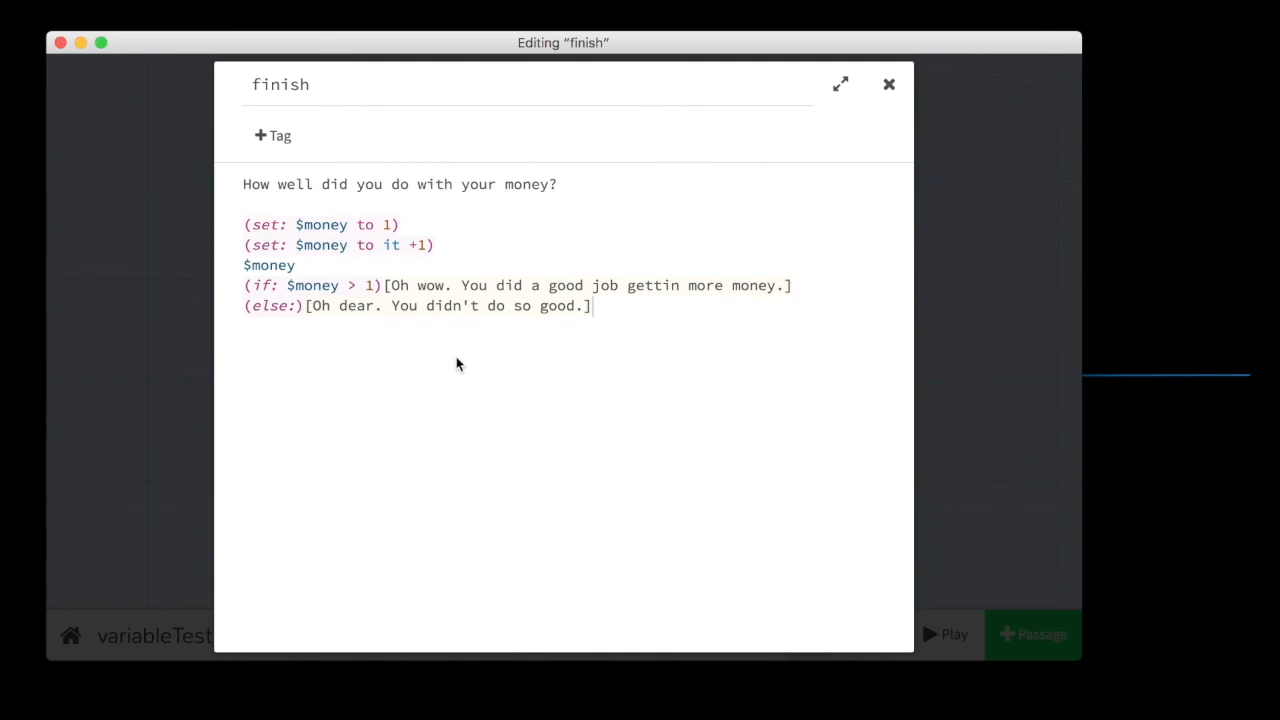 Editing “finish”
finish
+ Tag
How well did you do with your money?
(set: $money to 1)
(set: $money to it +1)
$money
(if: $money > 1)[Oh wow. You did a good job gettin more money.]
(else:)[Oh dear. You didn't do so good.]
variableTest
Play
+ Passage